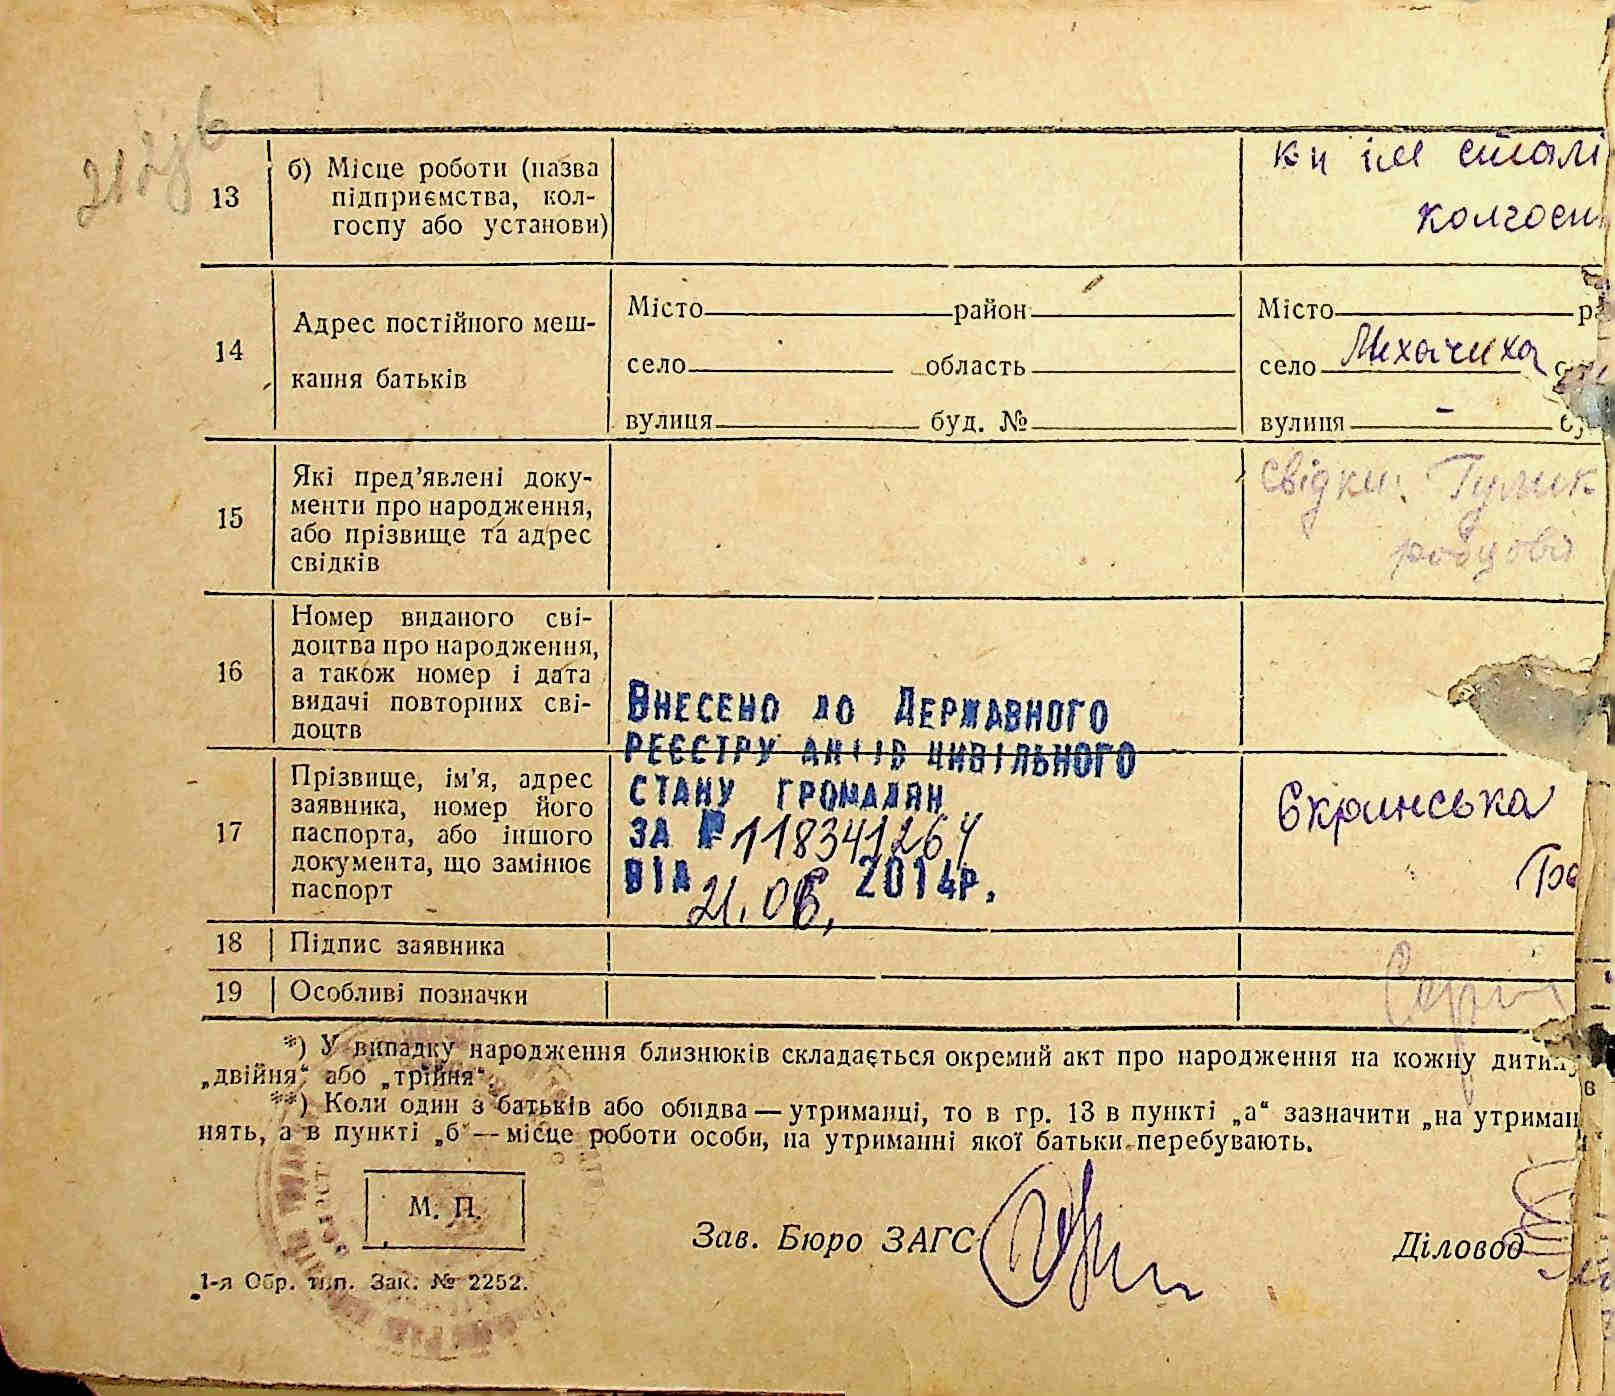 13
б) Місце роботи (назва
підприємства, кол-
госпу або установи)
к-п ім сталі
колгосп
14
Адрес постійного меш-
кання батьків
Місто район
село область
вулиця буд. №
Місто
село Михайчиха
вулиця -
15
Які пред’явлені доку-
менти про народження,
або прізвище та адрес
свідків
свідки: Гулик
16
Номер виданого сві-
доцтва про народження,
а також номер і дата
видачі повторних сві-
доцтв
17
Прізвище, ім’я, адрес
заявника, номер його
паспорта, або іншого
документа, що замінює
паспорт
ВНЕСЕНО ДО ДЕРЖАВНОГО
РЕЄСТРУ АКТІВ ЦИВІЛЬНОГО
СТАНУ ГРОМАДЯН
ЗА № 118341264
ВІД 21.06, 2014р.
Скринська
18
Підпис заявника
19
Особливі позначки
*) У випадку народження близнюків складається окремий акт про народження на кожну
„двійня“ або „трійня“.
**) Коли один з батьків або обидва — утриманці, то в гр. 13 в пункті „а“ зазначити „на утриман
нять, а в пункті „б“ — місце роботи особи, на утриманні якої батьки перебувають.
М. П.
Зав. Бюро ЗАГС
Діловод
1-я Обр. тип. Зак. № 2252.